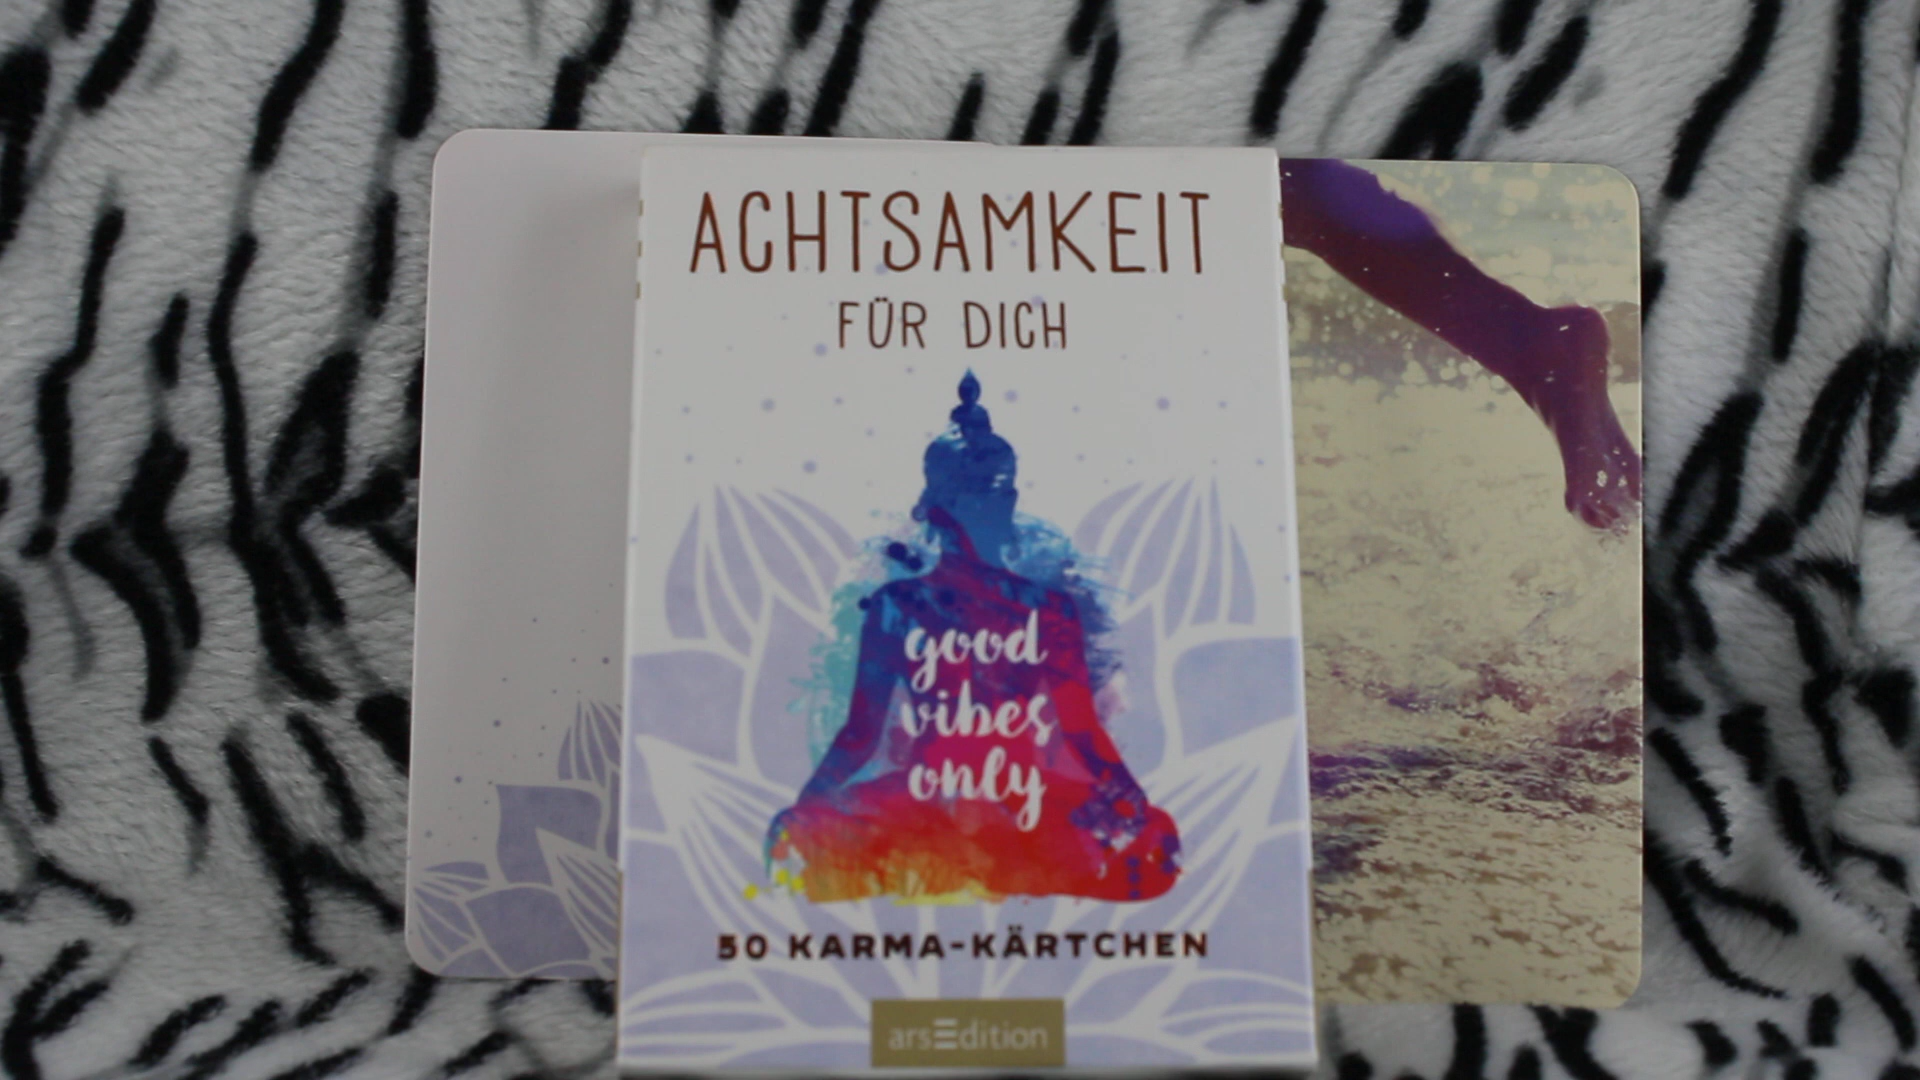 ACHTSAMKEIT
FÜR DICH
good
vibes
only
50 KARMA-KÄRTCHEN
arsEdition